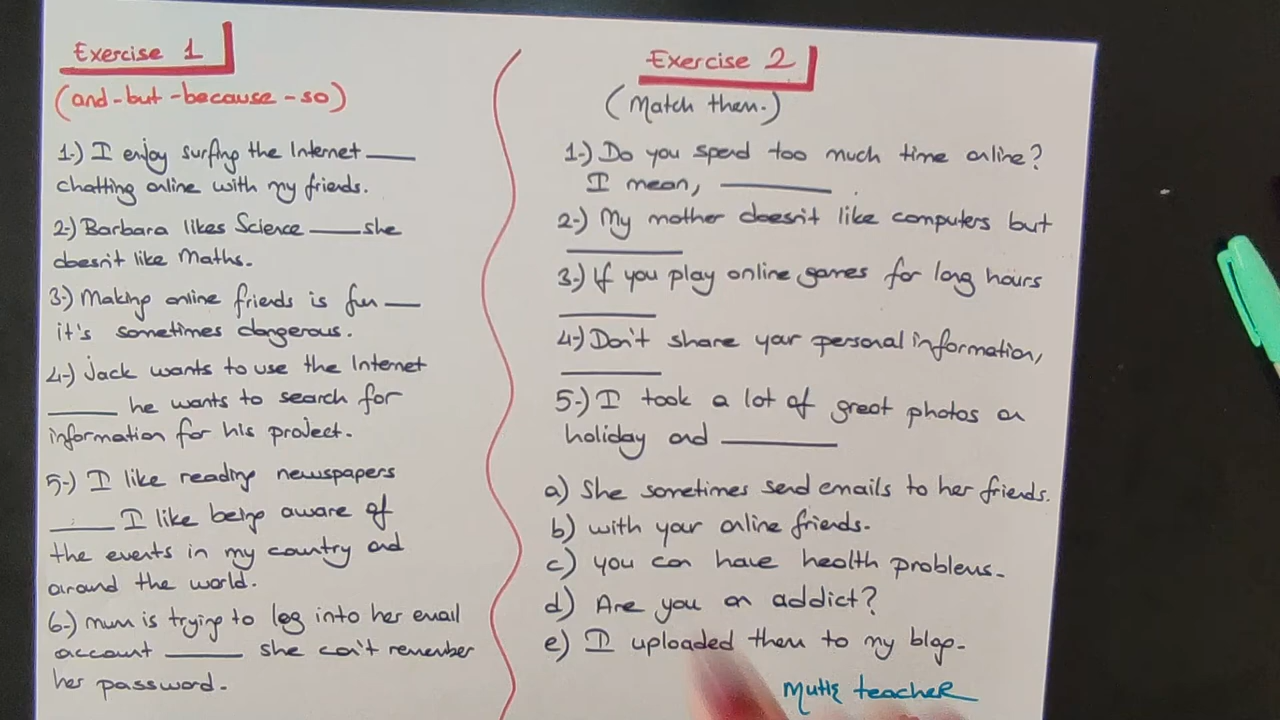 Exercise 1
(and-but-because-so)
1-) I enjoy surfing the Internet ____
chatting online with my friends.
2-) Barbara likes Science ____ she
doesn't like Maths.
3-) Making online friends is fun ____
it's sometimes dangerous.
4-) Jack wants to use the Internet
____ he wants to search for
information for his project.
5-) I like reading newspapers
____ I like being aware of
the events in my country and
around the world.
6-) mum is trying to log into her email
account ____ she can't remember
her password.
Exercise 2
(Match them.)
1-) Do you spend too much time online?
I mean, ____
2-) My mother doesn't like computers but
____
3-) If you play online games for long hours
____
4-) Don't share your personal information,
____
5-) I took a lot of great photos on
holiday and ____
a) She sometimes send emails to her friends.
b) with your online friends.
c) you can have health problems.
d) Are you an addict?
e) I uploaded them to my blog.
teacher